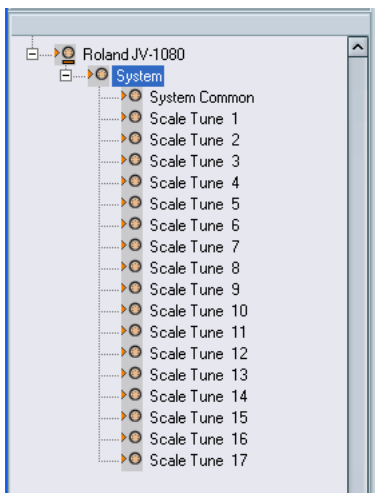 Roland JV-1080
System
System Common
Scale Tune 1
Scale Tune 2
Scale Tune 3
Scale Tune 4
Scale Tune 5
Scale Tune 6
Scale Tune 7
Scale Tune 8
Scale Tune 9
Scale Tune 10
Scale Tune 11
Scale Tune 12
Scale Tune 13
Scale Tune 14
Scale Tune 15
Scale Tune 16
Scale Tune 17